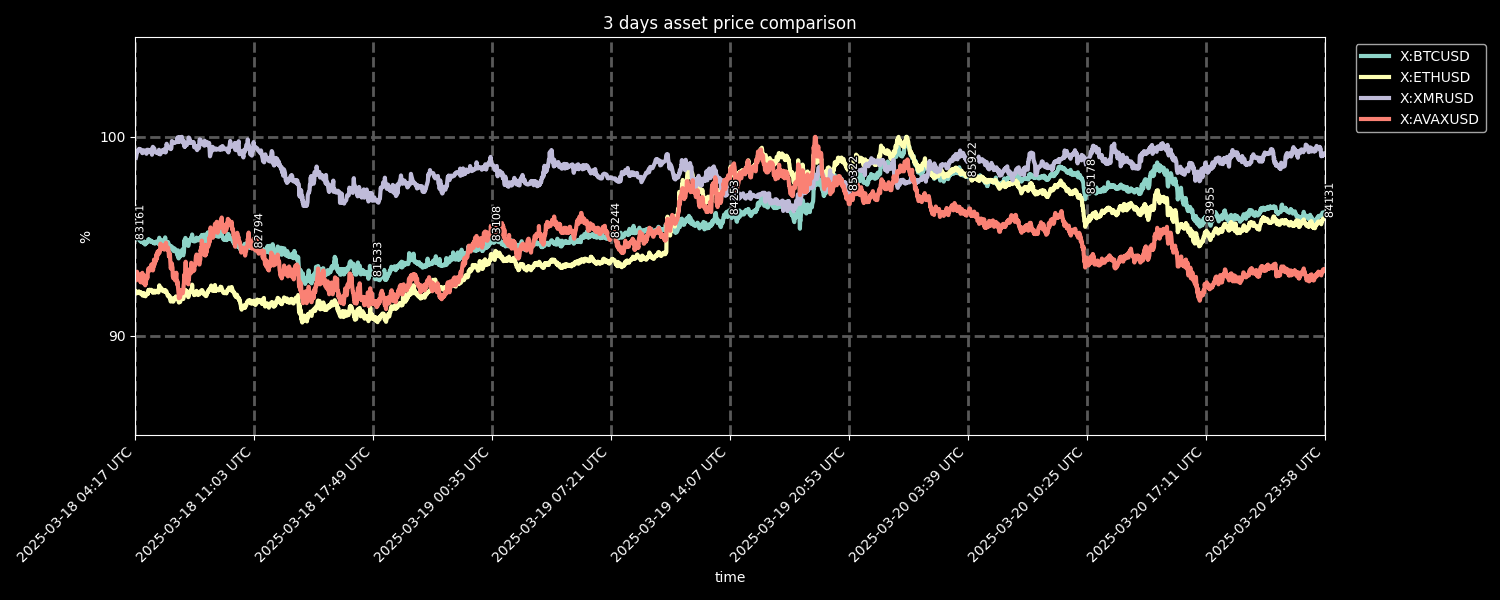 3 days asset price comparison
X:BTCUSD
X:ETHUSD
X:XMRUSD
X:AVAXUSD
100
90
%
83161
82794
81533
83108
83244
84253
85322
85922
85178
83955
84131
2025-03-18 04:17 UTC
2025-03-18 11:03 UTC
2025-03-18 17:49 UTC
2025-03-19 00:35 UTC
2025-03-19 07:21 UTC
2025-03-19 14:07 UTC
2025-03-19 20:53 UTC
2025-03-20 03:39 UTC
2025-03-20 10:25 UTC
2025-03-20 17:11 UTC
2025-03-20 23:58 UTC
time